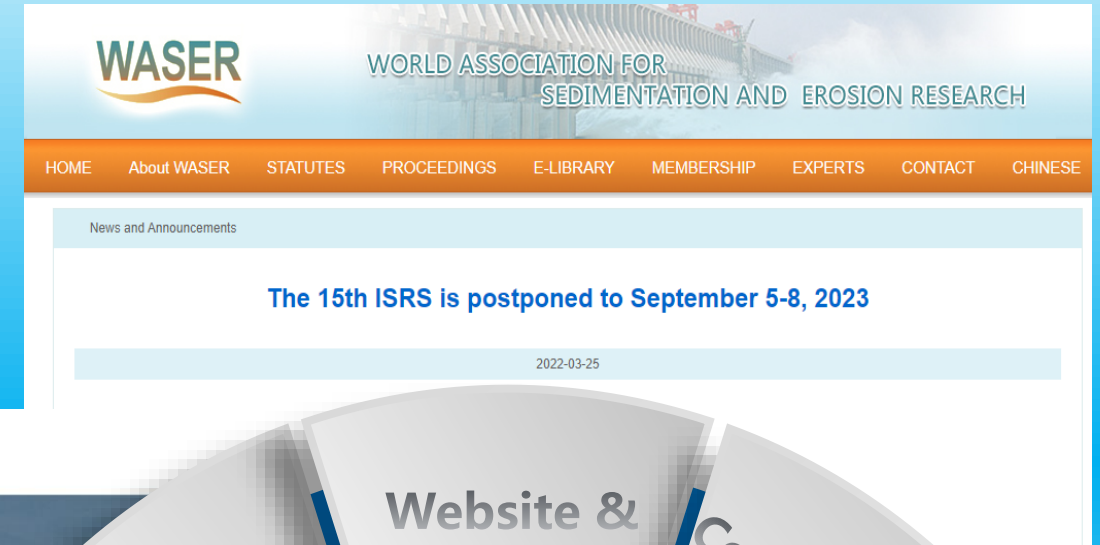 WASER
WORLD ASSOCIATION FOR
SEDIMENTATION AND EROSION RESEARCH
HOME About WASER STATUTES PROCEEDINGS E-LIBRARY MEMBERSHIP EXPERTS CONTACT CHINESE
News and Announcements
The 15th ISRS is postponed to September 5-8, 2023
2022-03-25
Website &